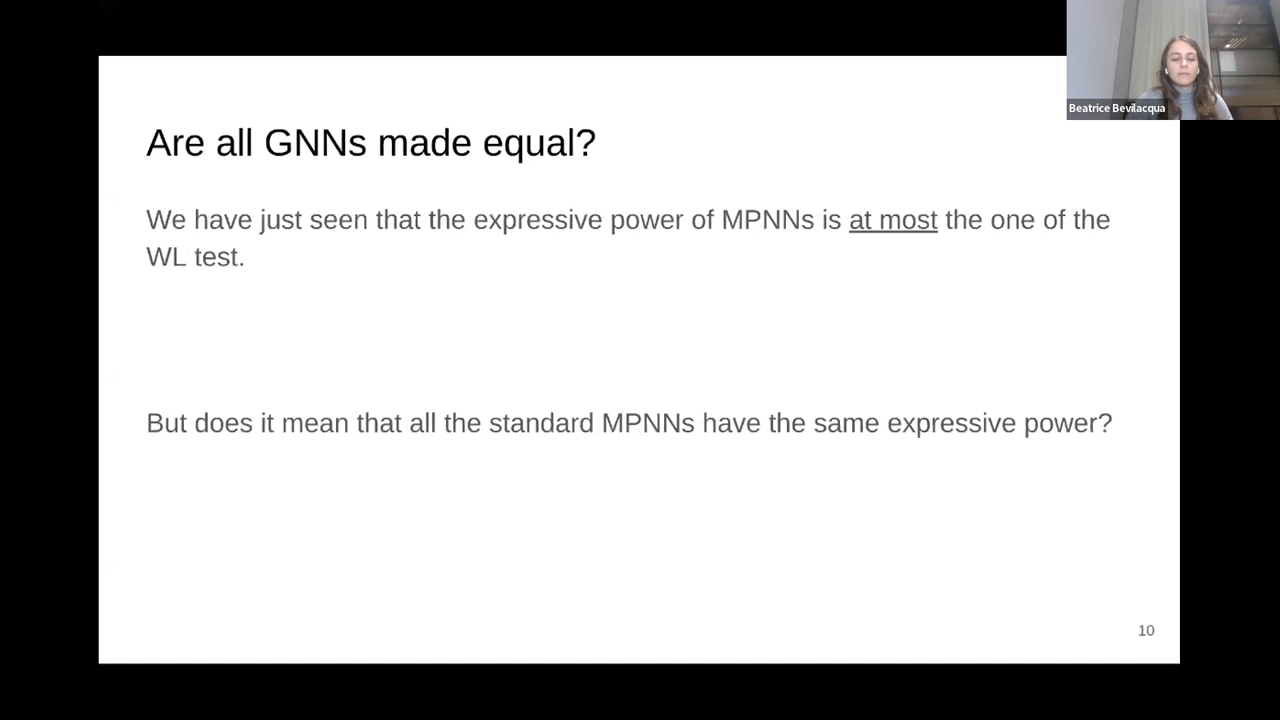 Beatrice Bevilacqua
Are all GNNs made equal?
We have just seen that the expressive power of MPNNs is at most the one of the
WL test.
But does it mean that all the standard MPNNs have the same expressive power?
10